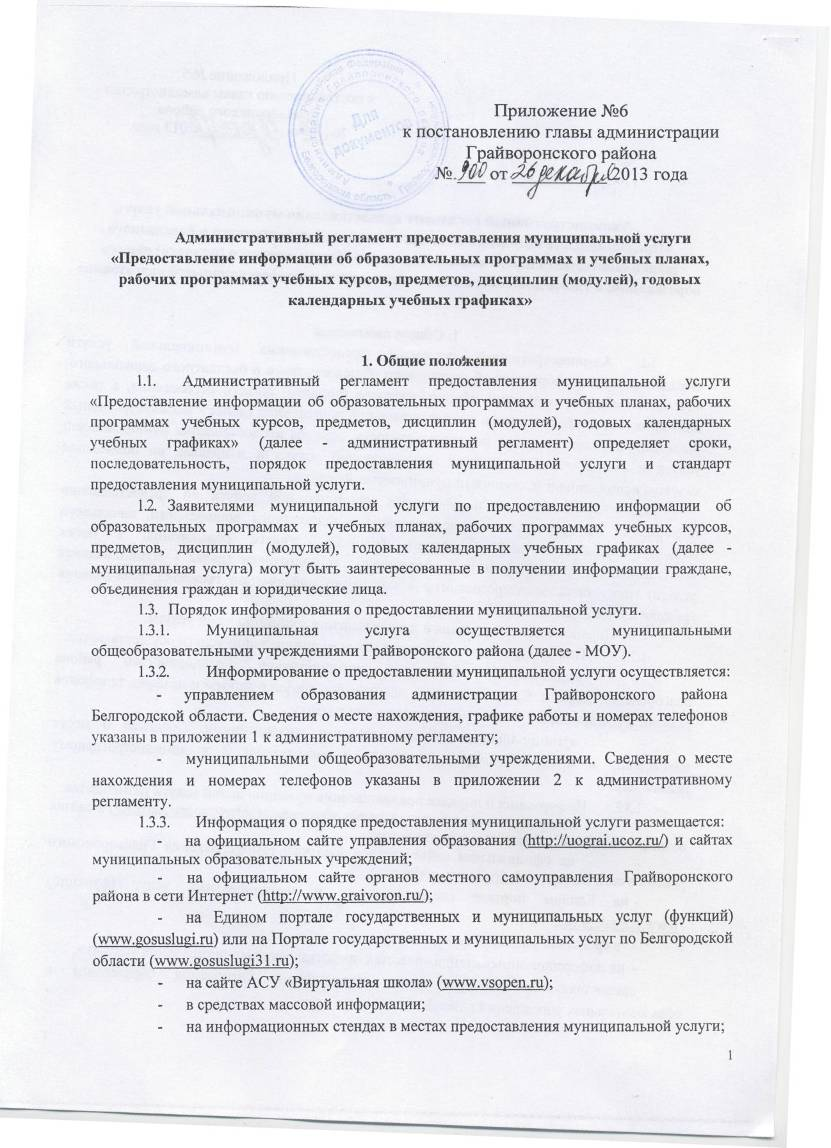 Для
документов
Приложение №6
к постановлению главы администрации
Грайворонского района
№ 900 от 26 декабря 2013 года
Административный регламент предоставления муниципальной услуги
«Предоставление информации об образовательных программах и учебных планах,
рабочих программах учебных курсов, предметов, дисциплин (модулей), годовых
календарных учебных графиках»
1. Общие положения
1.1. Административный регламент предоставления муниципальной услуги
«Предоставление информации об образовательных программах и учебных планах, рабочих
программах учебных курсов, предметов, дисциплин (модулей), годовых календарных
учебных графиках» (далее - административный регламент) определяет сроки,
последовательность, порядок предоставления муниципальной услуги и стандарт
предоставления муниципальной услуги.
1.2. Заявителями муниципальной услуги по предоставлению информации об
образовательных программах и учебных планах, рабочих программах учебных курсов,
предметов, дисциплин (модулей), годовых календарных учебных графиках (далее -
муниципальная услуга) могут быть заинтересованные в получении информации граждане,
объединения граждан и юридические лица.
1.3. Порядок информирования о предоставлении муниципальной услуги.
1.3.1. Муниципальная услуга осуществляется муниципальными
общеобразовательными учреждениями Грайворонского района (далее - МОУ).
1.3.2. Информирование о предоставлении муниципальной услуги осуществляется:
- управлением образования администрации Грайворонского района
Белгородской области. Сведения о месте нахождения, графике работы и номерах телефонов
указаны в приложении 1 к административному регламенту;
- муниципальными общеобразовательными учреждениями. Сведения о месте
нахождения и номерах телефонов указаны в приложении 2 к административному
регламенту.
1.3.3. Информация о порядке предоставления муниципальной услуги размещается:
- на официальном сайте управления образования (http://uograi.ucoz.ru/) и сайтах
муниципальных образовательных учреждений;
- на официальном сайте органов местного самоуправления Грайворонского
района в сети Интернет (http://www.graivoron.ru/);
- на Едином портале государственных и муниципальных услуг (функций)
(www.gosuslugi.ru) или на Портале государственных и муниципальных услуг по Белгородской
области (www.gosuslugi31.ru);
- на сайте АСУ «Виртуальная школа» (www.vsopen.ru);
- в средствах массовой информации;
- на информационных стендах в местах предоставления муниципальной услуги;
1